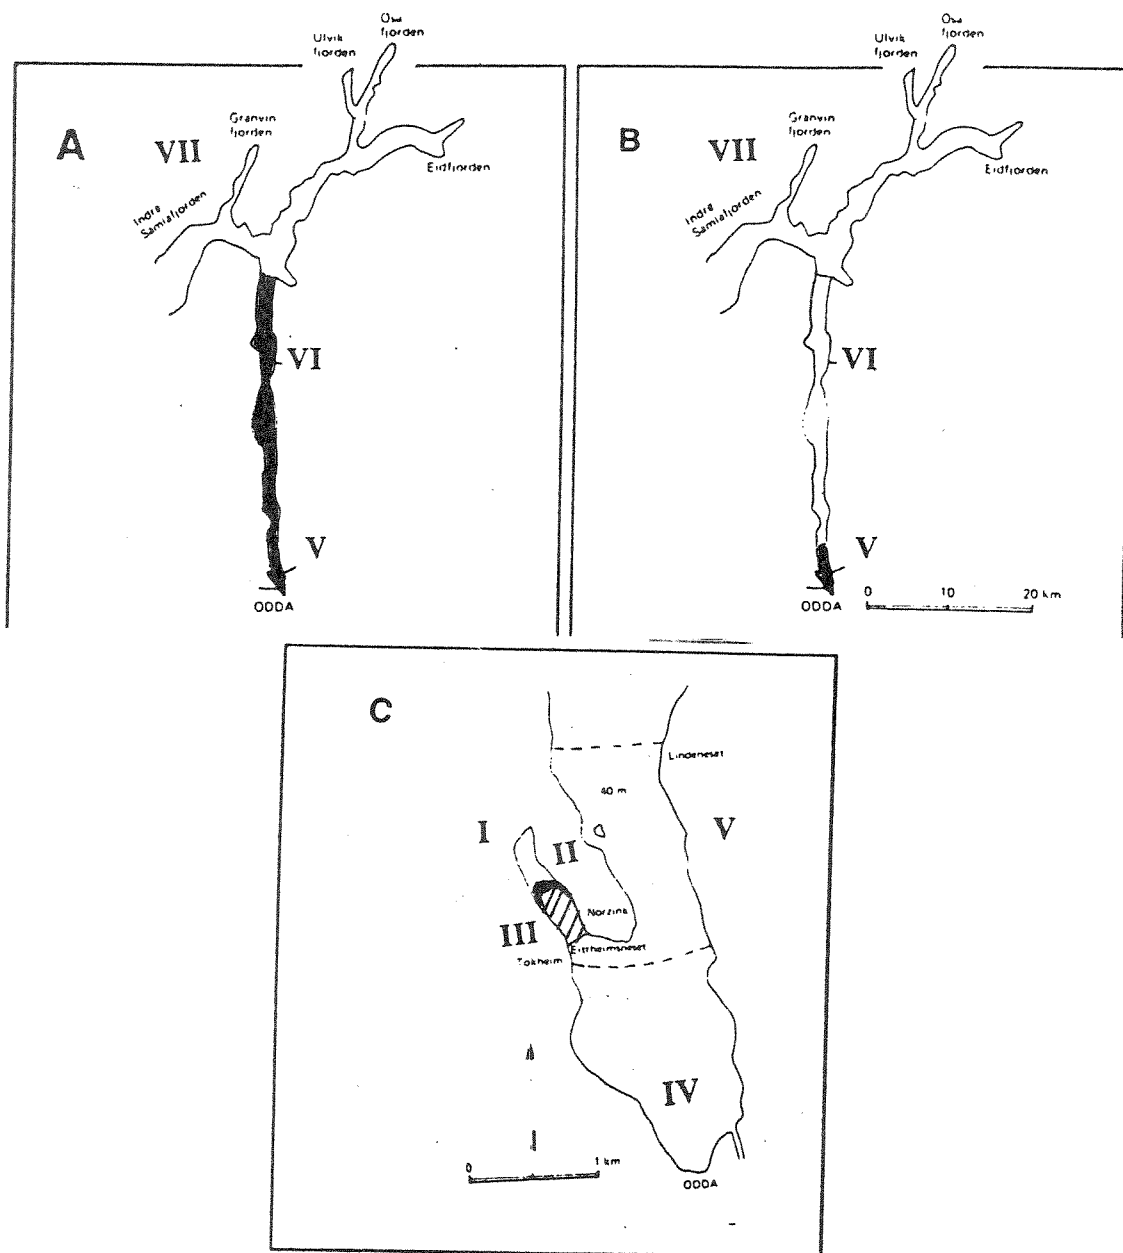 Osa
fjorden
Ulvik
fjorden
A
VII
Granvin
fjorden
Eidfjorden
Indre
Samlafjorden
VI
V
ODDA
Osa
fjorden
Ulvik
fjorden
B
VII
Granvin
fjorden
Eidfjorden
Indre
Samlafjorden
VI
V
ODDA
0 10 20 km
C
Lindeneset
40 m
I
II
V
Norzink
III
Eitrheimsneset
Tokheim
IV
0 1 km
ODDA